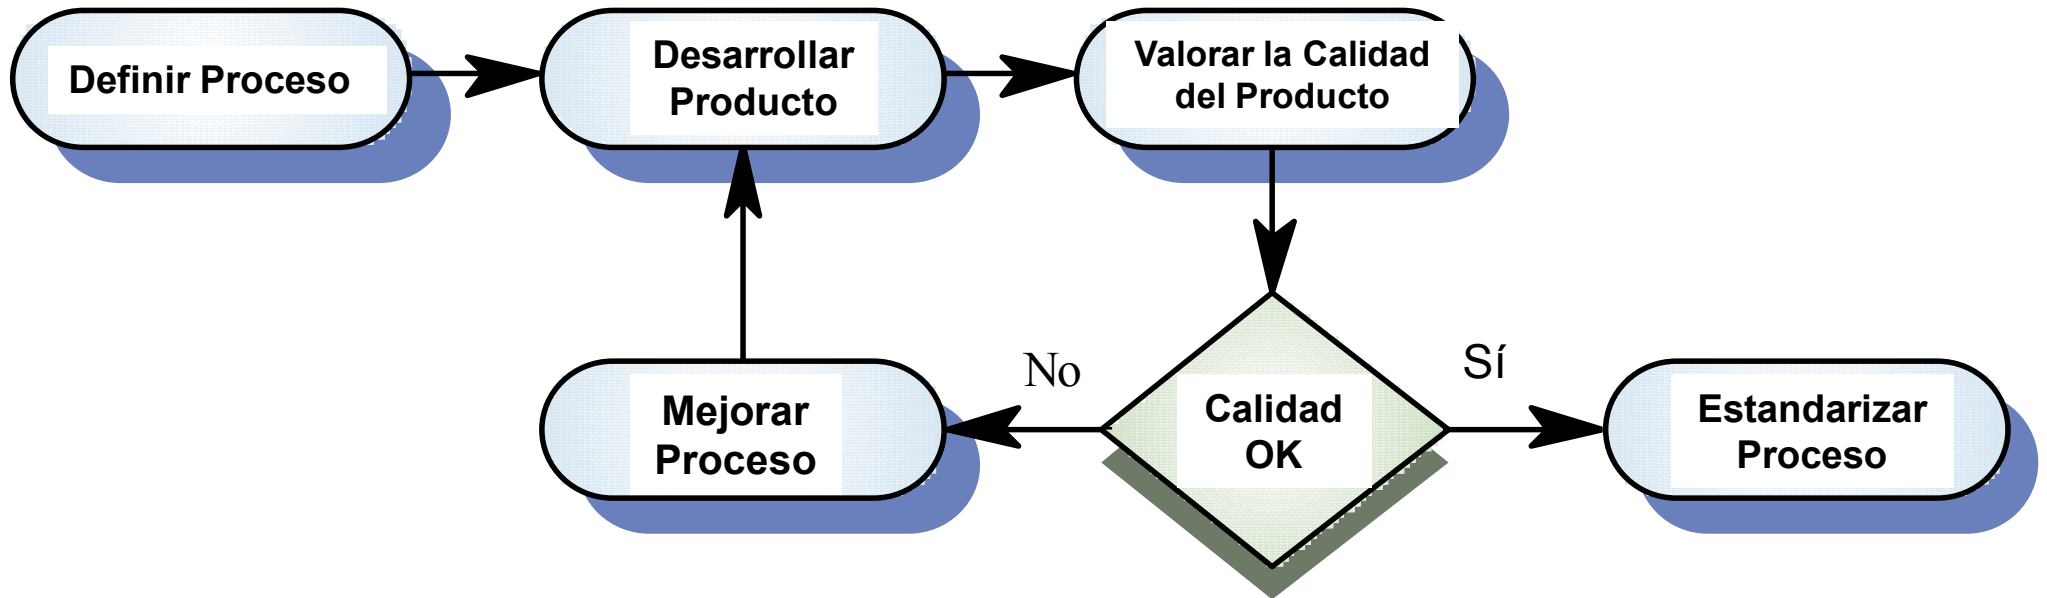 Definir Proceso
Desarrollar
Producto
Valorar la Calidad
del Producto
No
Sí
Mejorar
Proceso
Calidad
OK
Estandarizar
Proceso